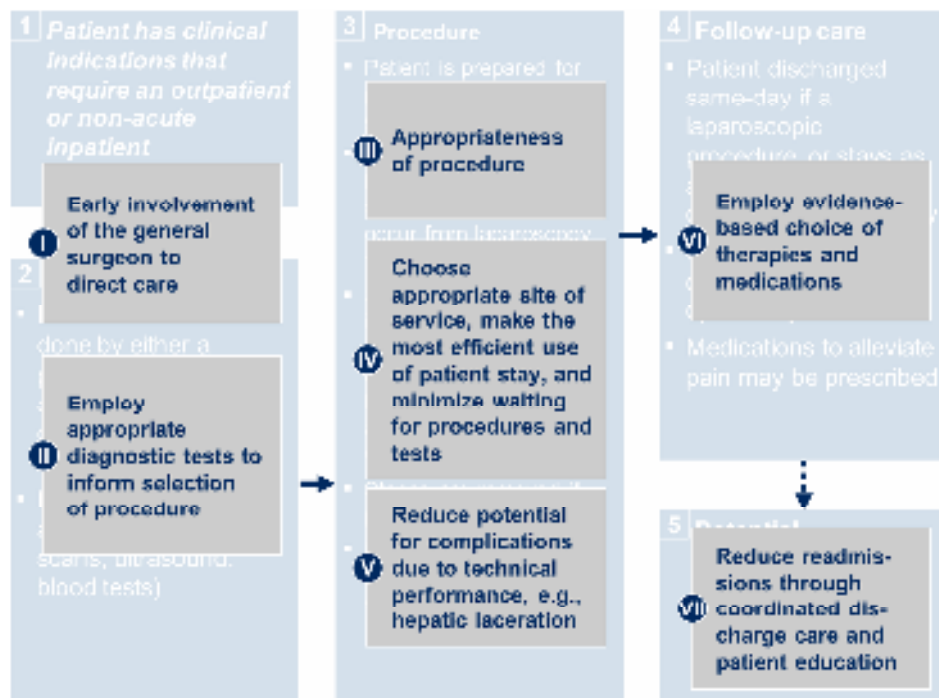 1 Patient has clinical
indications that
require an outpatient
or non-acute
inpatient
I
Early involvement
of the general
surgeon to
direct care
2
done by either a
II
Employ
appropriate
diagnostic tests to
inform selection
of procedure
scans, ultrasound,
blood tests)
3 Procedure
▪ Patient is prepared for
III
Appropriateness
of procedure
occur from laparoscopy
IV
Choose
appropriate site of
service, make the
most efficient use
of patient stay, and
minimize waiting
for procedures and
tests
V
Reduce potential
for complications
due to technical
performance, e.g.,
hepatic laceration
4 Follow-up care
▪ Patient discharged
same-day if a
laparoscopic
procedure, or stays as
VI
Employ evidence-
based choice of
therapies and
medications
▪ Medications to alleviate
pain may be prescribed
5 Potential
VII
Reduce readmis-
sions through
coordinated dis-
charge care and
patient education